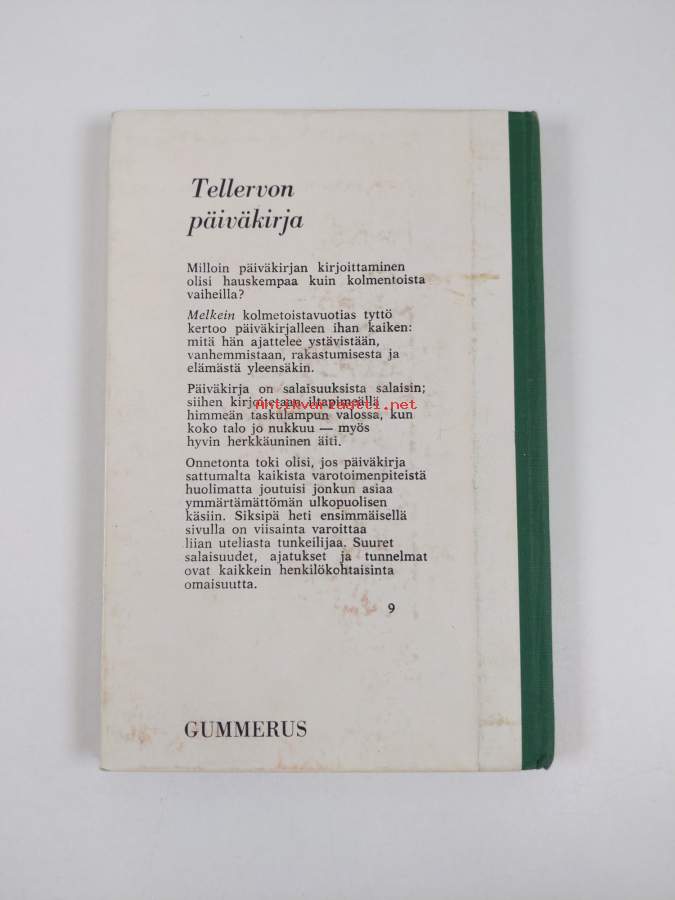 Tellervon
päiväkirja
Milloin päiväkirjan kirjoittaminen
olisi hauskempaa kuin kolmentoista
vaiheilla?
Melkein kolmetoistavuotias tyttö
kertoo päiväkirjalleen ihan kaiken:
mitä hän ajattelee ystävistään,
vanhemmistaan, rakastumisesta ja
elämästä yleensäkin.
Päiväkirja on salaisuuksista salaisin;
siihen kirjoitetaan iltapimeällä
antikvariaatti.net
himmeän taskulampun valossa, kun
koko talo jo nukkuu — myös
hyvin herkkäuninen äiti.
Onnetonta toki olisi, jos päiväkirja
sattumalta kaikista varotoimenpiteistä
huolimatta joutuisi jonkun asiaa
ymmärtämättömän ulkopuolisen
käsiin. Siksipä heti ensimmäisellä
sivulla on viisainta varoittaa
liian uteliasta tunkeilijaa. Suuret
salaisuudet, ajatukset ja tunnelmat
ovat kaikkein henkilökohtaisinta
omaisuutta.
9
GUMMERUS